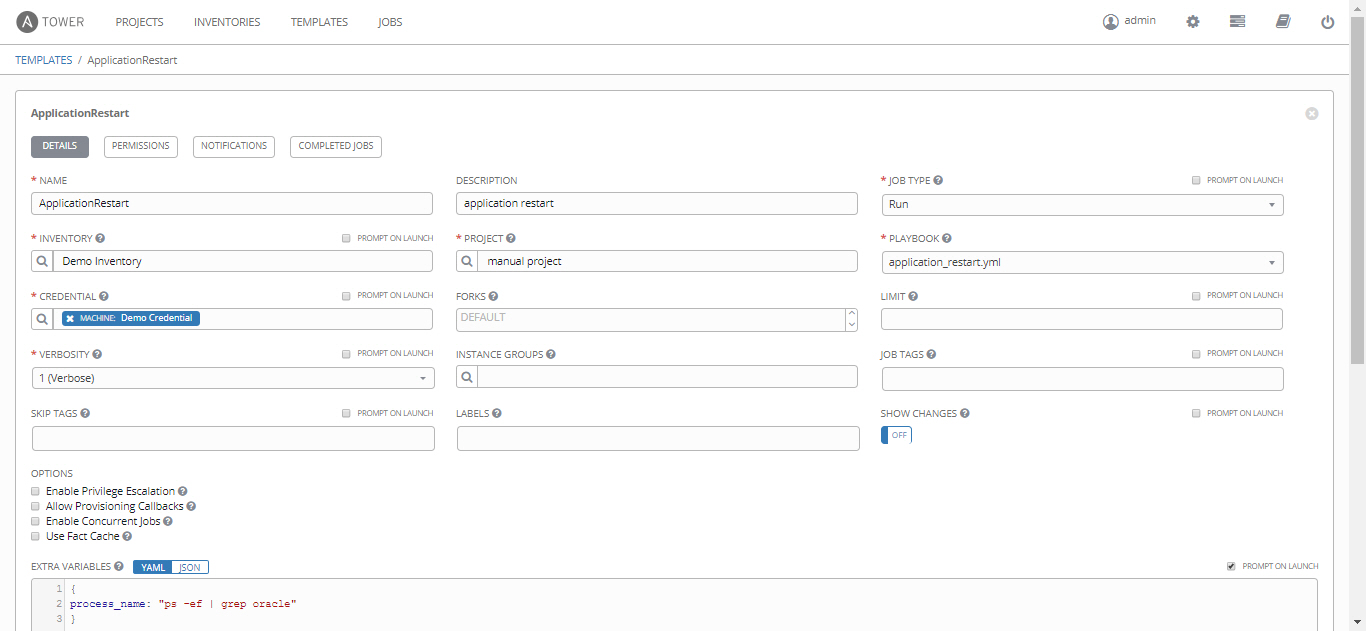 A TOWER PROJECTS INVENTORIES TEMPLATES JOBS admin
TEMPLATES / ApplicationRestart
ApplicationRestart
DETAILS PERMISSIONS NOTIFICATIONS COMPLETED JOBS
* NAME DESCRIPTION * JOB TYPE ? PROMPT ON LAUNCH
ApplicationRestart application restart Run
* INVENTORY ? PROMPT ON LAUNCH * PROJECT ? * PLAYBOOK ?
Demo Inventory manual project application_restart.yml
* CREDENTIAL ? PROMPT ON LAUNCH FORKS ? LIMIT ? PROMPT ON LAUNCH
MACHINE: Demo Credential DEFAULT
* VERBOSITY ? PROMPT ON LAUNCH INSTANCE GROUPS ? JOB TAGS ? PROMPT ON LAUNCH
1 (Verbose)
SKIP TAGS ? PROMPT ON LAUNCH LABELS ? SHOW CHANGES ? PROMPT ON LAUNCH
OFF
OPTIONS
Enable Privilege Escalation ?
Allow Provisioning Callbacks ?
Enable Concurrent Jobs ?
Use Fact Cache ?
EXTRA VARIABLES ? YAML JSON PROMPT ON LAUNCH
1 {
2 process_name: "ps -ef | grep oracle"
3 }